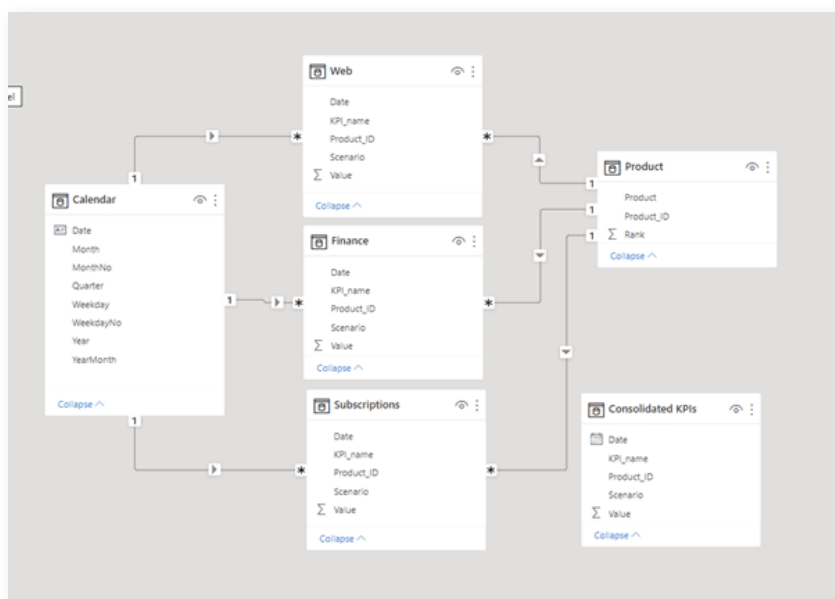 el
Web
Date
KPI_name
Product_ID
Scenario
Σ Value
Collapse
Calendar
Date
Month
MonthNo
Quarter
Weekday
WeekdayNo
Year
YearMonth
Collapse
Finance
Date
KPI_name
Product_ID
Scenario
Σ Value
Collapse
Subscriptions
Date
KPI_name
Product_ID
Scenario
Σ Value
Collapse
Product
Product
Product_ID
Σ Rank
Collapse
Consolidated KPIs
Date
KPI_name
Product_ID
Scenario
Σ Value
Collapse
1
*
*
1
1
*
*
1
1
*
*
1